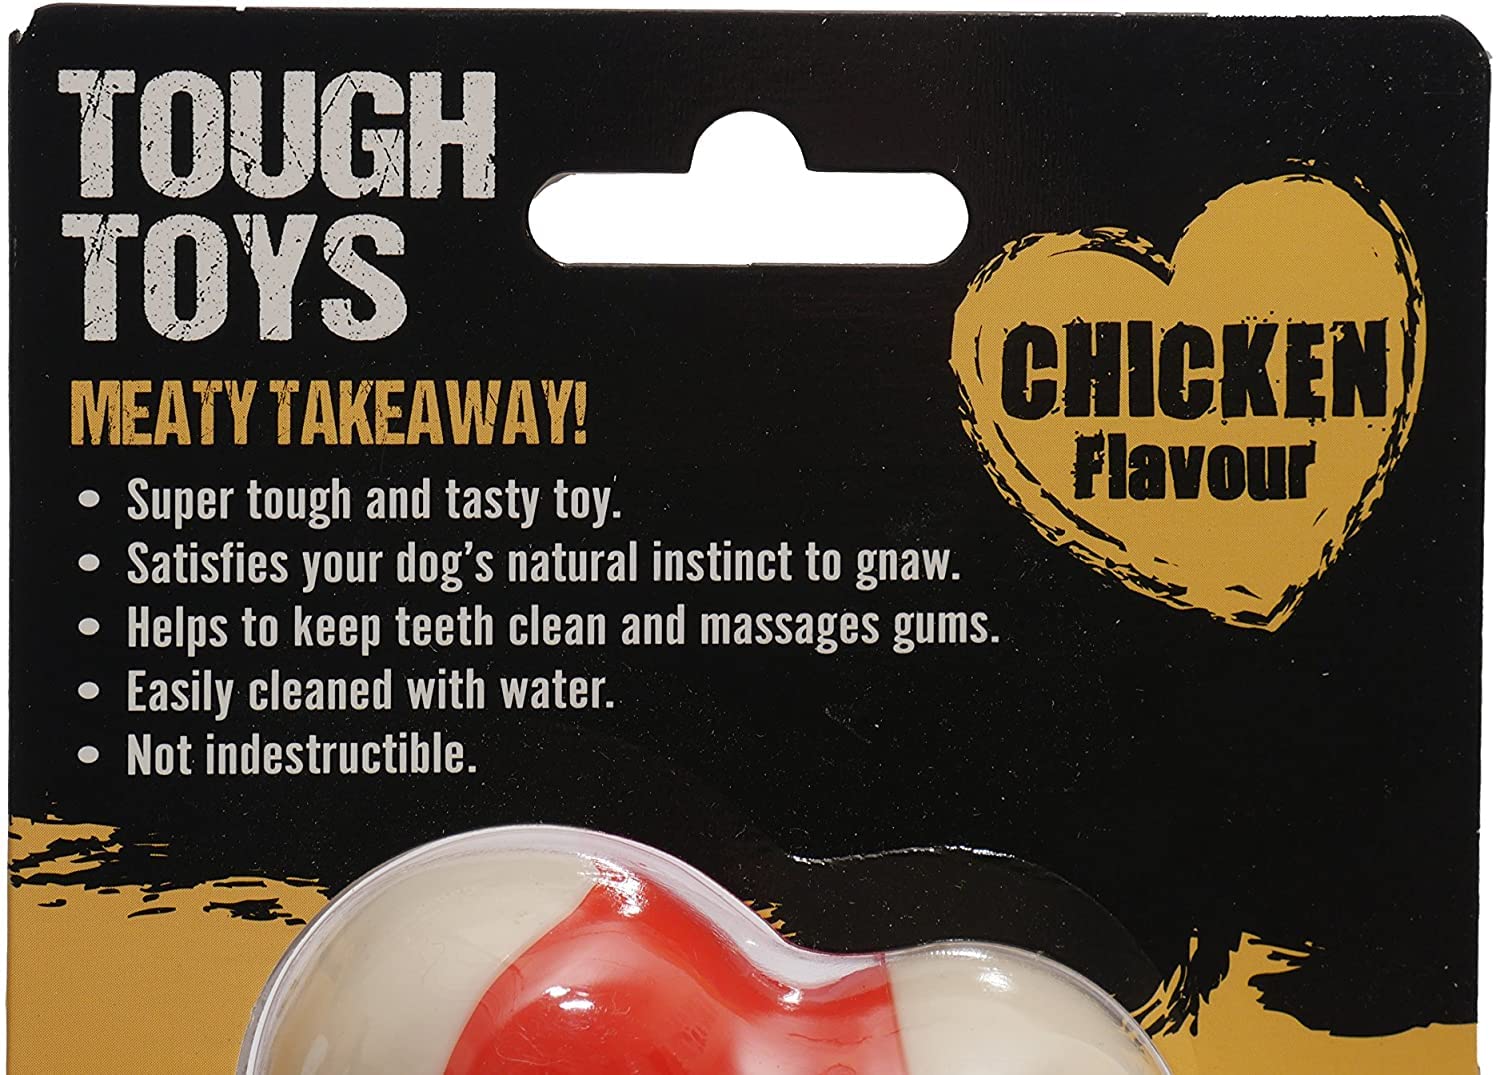 TOUGH
TOYS
MEATY TAKEAWAY!
• Super tough and tasty toy.
• Satisfies your dog's natural instinct to gnaw.
• Helps to keep teeth clean and massages gums.
• Easily cleaned with water.
• Not indestructible.
CHICKEN
Flavour